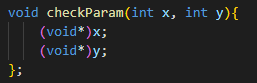 void checkParam(int x, int y){
    (void*)x;
    (void*)y;
};